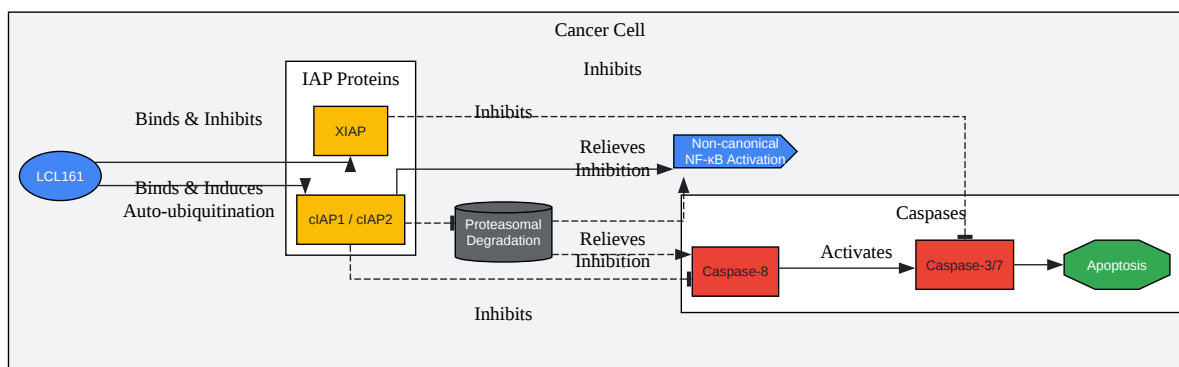 Cancer Cell
Inhibits
IAP Proteins
Inhibits
Binds & Inhibits
XIAP
Non-canonical
NF-κB Activation
Relieves
Inhibition
LCL161
Binds & Induces
Auto-ubiquitination
cIAP1 / cIAP2
Proteasomal
Degradation
Caspases
Relieves
Inhibition
Caspase-8
Activates
Caspase-3/7
Apoptosis
Inhibits